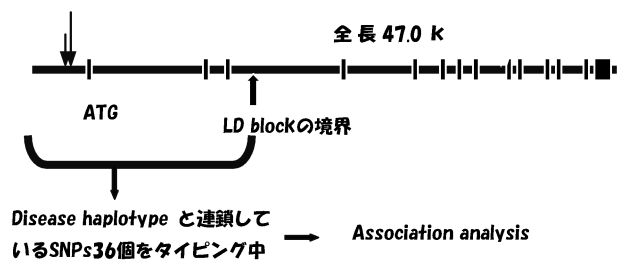 全長 47.0 K
ATG
LD blockの境界
Disease haplotype と連鎖して
いるSNPs36個をタイピング中
Association analysis